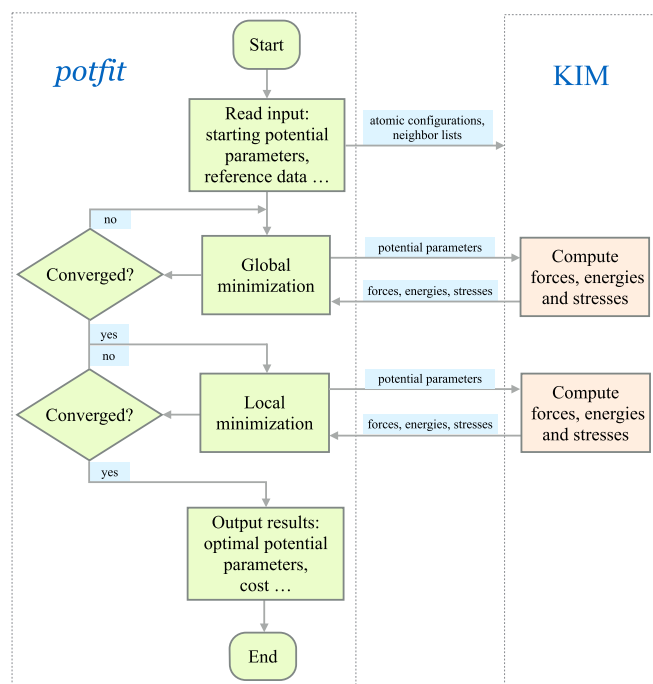 potfit
KIM
Start
Read input:
starting potential
parameters,
reference data …
atomic configurations,
neighbor lists
no
Converged?
Global
minimization
potential parameters
forces, energies, stresses
Compute
forces, energies
and stresses
yes
no
Converged?
Local
minimization
potential parameters
forces, energies, stresses
Compute
forces, energies
and stresses
yes
Output results:
optimal potential
parameters,
cost …
End